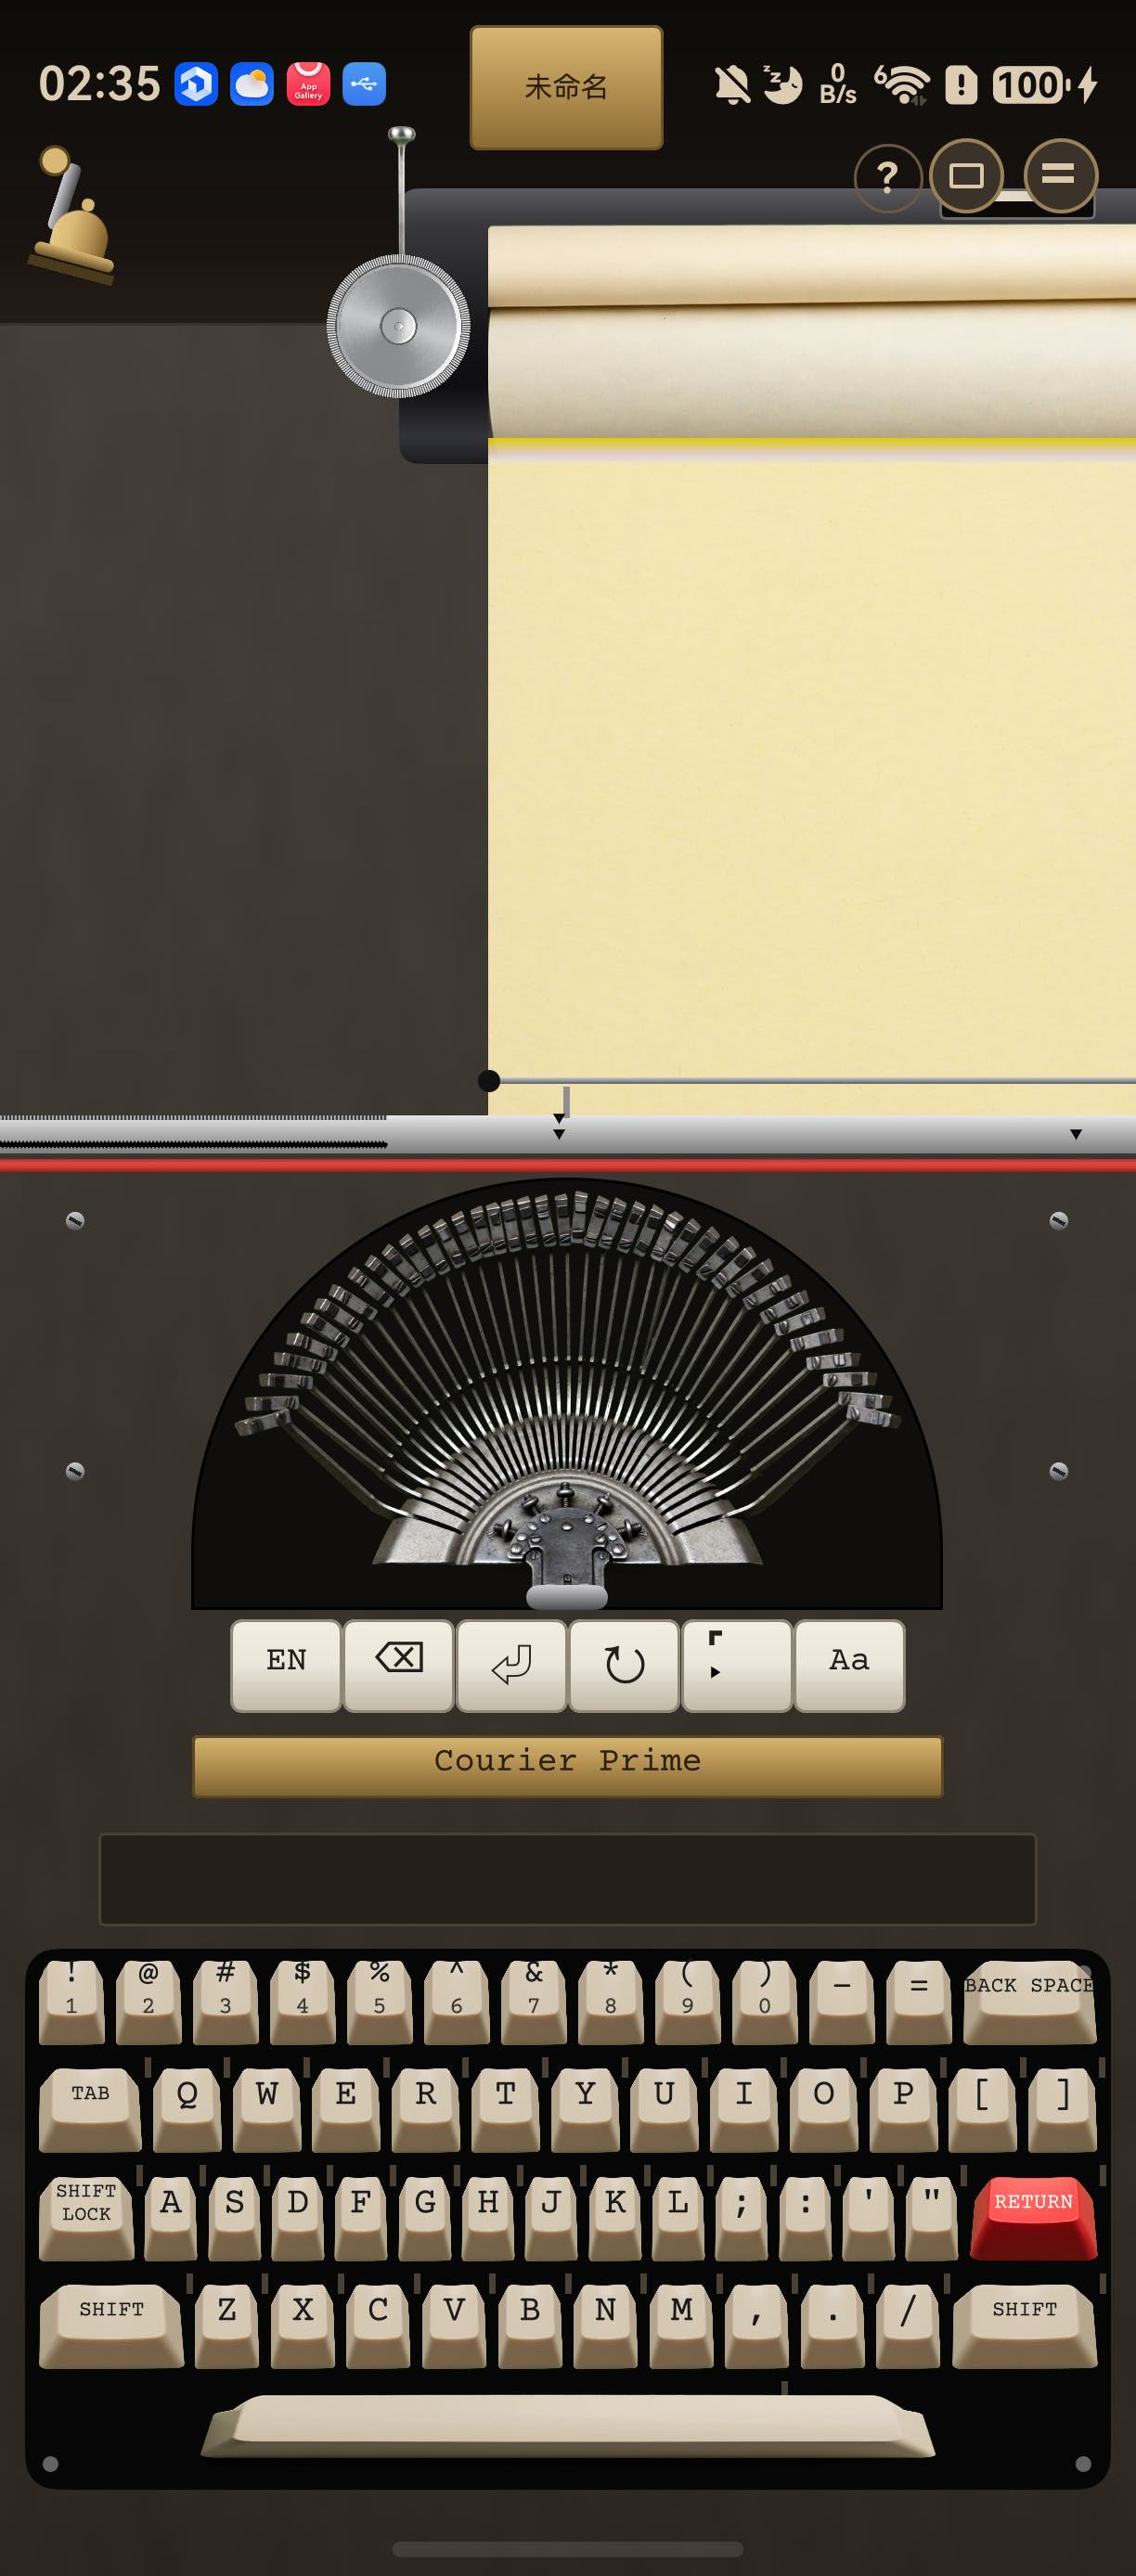 02:35
App
Gallery
未命名
0
B/s
6
100
?
EN
Aa
Courier Prime
! @ # $ % ^ & * ( ) – = BACK SPACE
1 2 3 4 5 6 7 8 9 0
TAB Q W E R T Y U I O P [ ]
SHIFT LOCK A S D F G H J K L ; : ' " RETURN
SHIFT Z X C V B N M , . / SHIFT